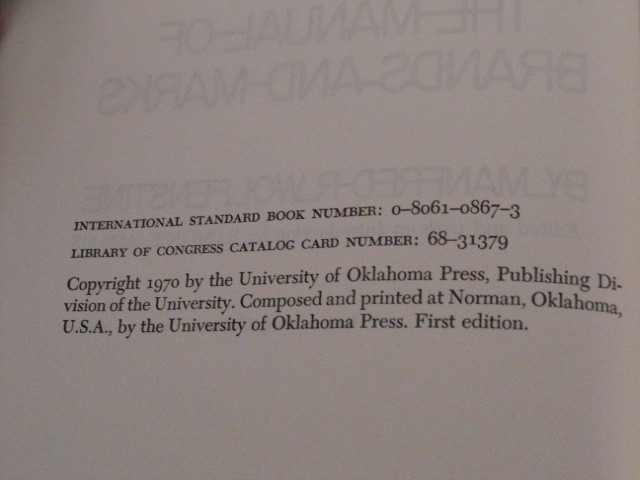 THE MANUAL OF
BRANDS AND MARKS
BY MANFRED R. WOLFENSTINE
INTERNATIONAL STANDARD BOOK NUMBER: 0–8061–0867–3
LIBRARY OF CONGRESS CATALOG CARD NUMBER: 68–31379
Copyright 1970 by the University of Oklahoma Press, Publishing Di-
vision of the University. Composed and printed at Norman, Oklahoma,
U.S.A., by the University of Oklahoma Press. First edition.